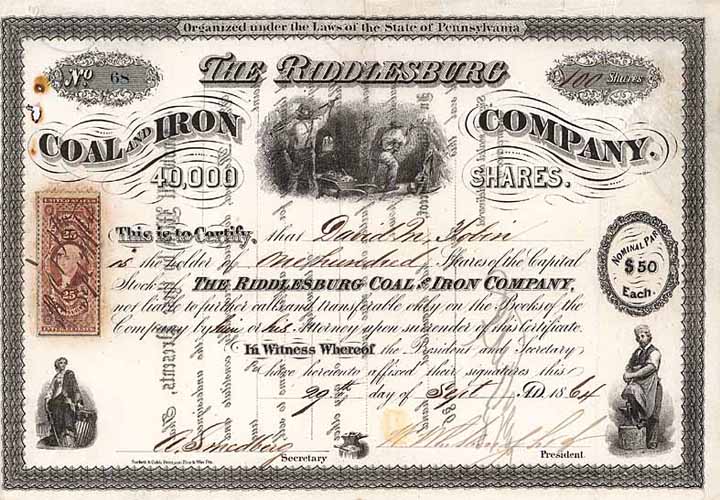 Organized under the Laws of the State of Pennsylvania
No 68
100 Shares
THE RIDDLESBURG
COAL AND IRON COMPANY.
40,000 SHARES.
This is to Certify, that David M. Tobin
is the holder of One hundred Shares of the Capital
Stock of THE RIDDLESBURG COAL AND IRON COMPANY,
not liable to further calls and transferable only on the Books of the
Company by him or his Attorney upon surrender of this Certificate.
In Witness Whereof the President and Secretary
have hereunto affixed their signatures this
29th day of Sept A.D. 1864
NOMINAL PAR
$50
Each.
25
25
Secretary
President.